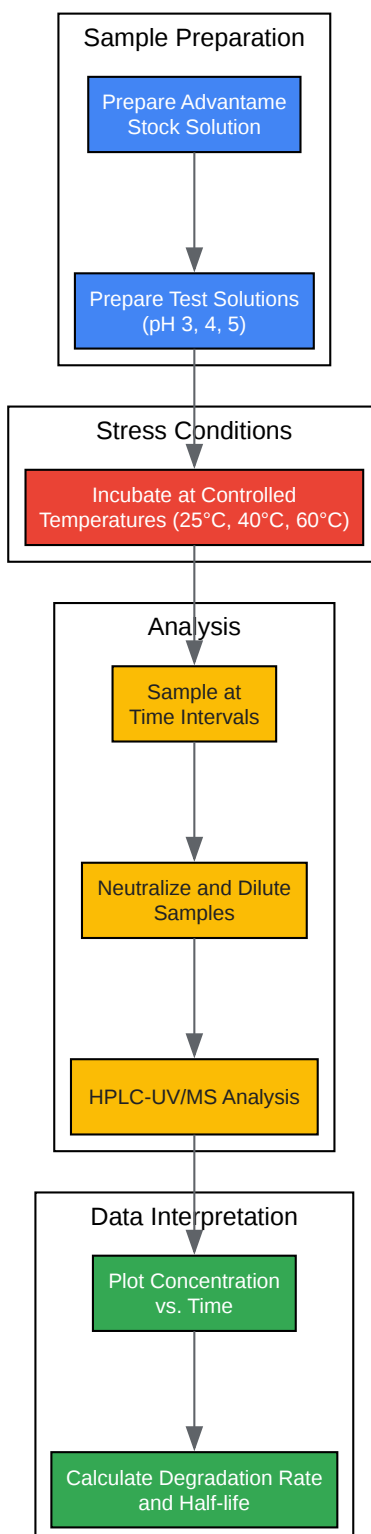 Sample Preparation
Prepare Advantame
Stock Solution
Prepare Test Solutions
(pH 3, 4, 5)
Stress Conditions
Incubate at Controlled
Temperatures (25°C, 40°C, 60°C)
Analysis
Sample at
Time Intervals
Neutralize and Dilute
Samples
HPLC-UV/MS Analysis
Data Interpretation
Plot Concentration
vs. Time
Calculate Degradation Rate
and Half-life